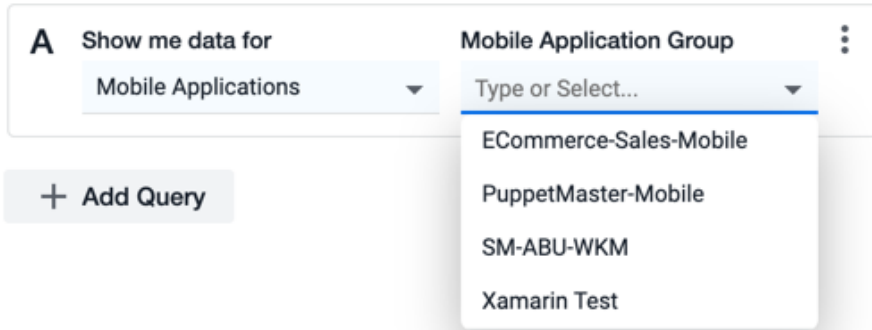 A Show me data for Mobile Application Group
Mobile Applications Type or Select...
ECommerce-Sales-Mobile
PuppetMaster-Mobile
+ Add Query
SM-ABU-WKM
Xamarin Test